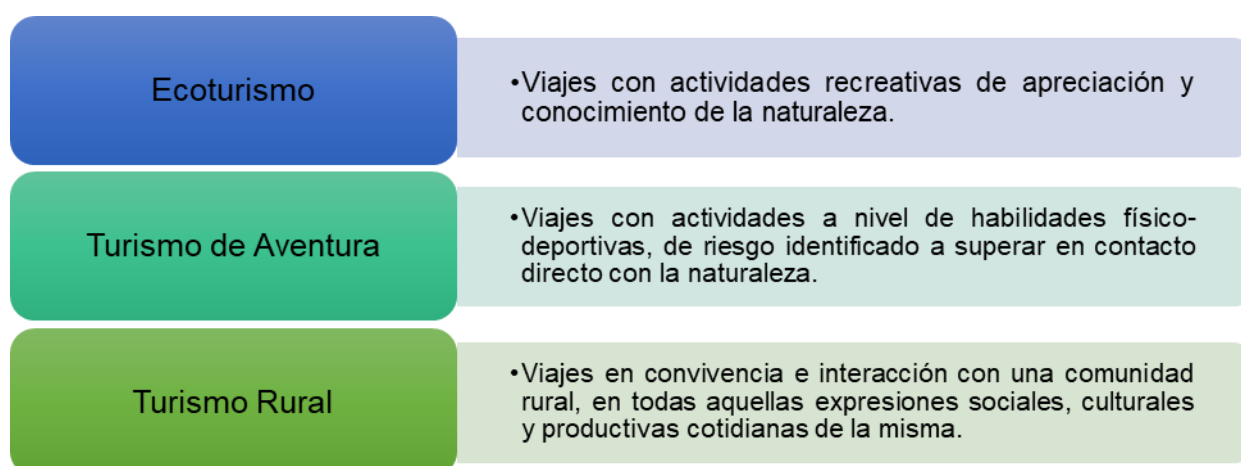 Ecoturismo
•Viajes con actividades recreativas de apreciación y
conocimiento de la naturaleza.
Turismo de Aventura
•Viajes con actividades a nivel de habilidades físico-
deportivas, de riesgo identificado a superar en contacto
directo con la naturaleza.
Turismo Rural
•Viajes en convivencia e interacción con una comunidad
rural, en todas aquellas expresiones sociales, culturales
y productivas cotidianas de la misma.